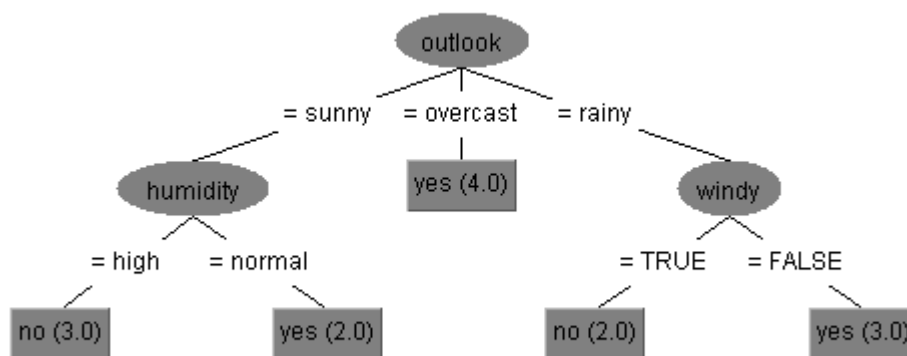 outlook
= sunny = overcast = rainy
humidity yes (4.0) windy
= high = normal = TRUE = FALSE
no (3.0) yes (2.0) no (2.0) yes (3.0)